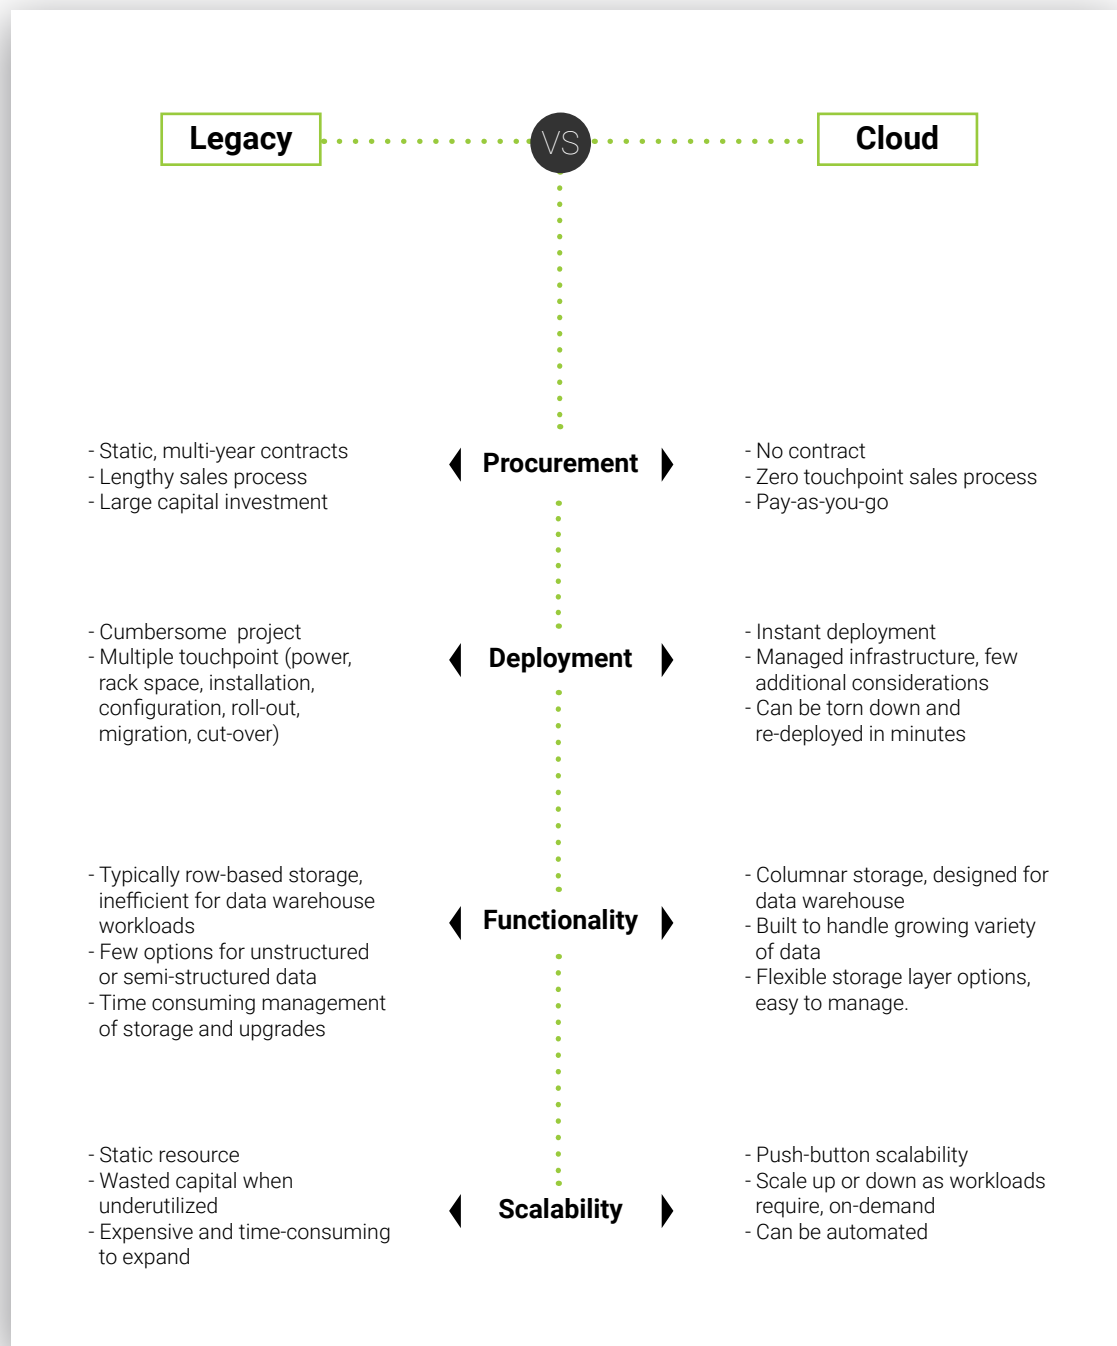 Legacy
VS
Cloud
- Static, multi-year contracts
- Lengthy sales process
- Large capital investment
Procurement
- No contract
- Zero touchpoint sales process
- Pay-as-you-go
- Cumbersome  project
- Multiple touchpoint (power,
rack space, installation,
configuration, roll-out,
migration, cut-over)
Deployment
- Instant deployment
- Managed infrastructure, few
additional considerations
- Can be torn down and
re-deployed in minutes
- Typically row-based storage,
inefficient for data warehouse
workloads
- Few options for unstructured
or semi-structured data
- Time consuming management
of storage and upgrades
Functionality
- Columnar storage, designed for
data warehouse
- Built to handle growing variety
of data
- Flexible storage layer options,
easy to manage.
- Static resource
- Wasted capital when
underutilized
- Expensive and time-consuming
to expand
Scalability
- Push-button scalability
- Scale up or down as workloads
require, on-demand
- Can be automated